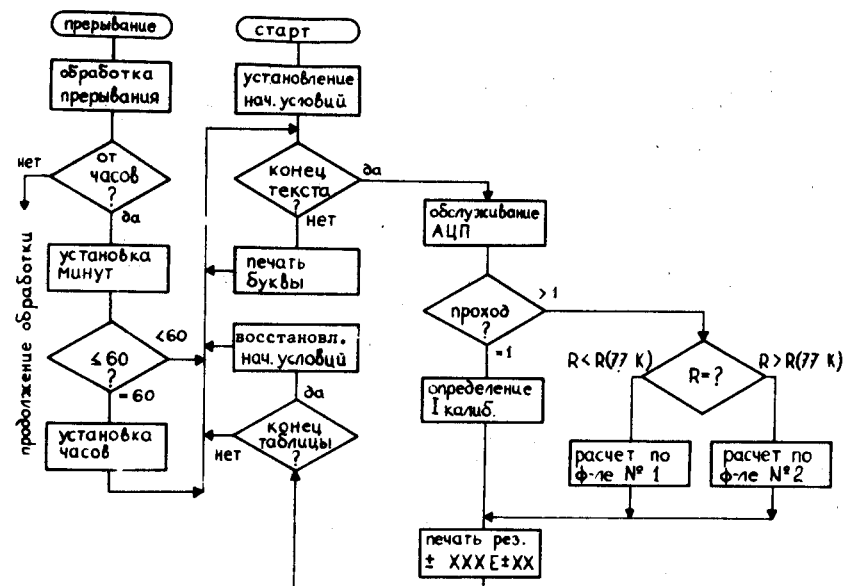 прерывание
обработка
прерывания
от
часов
?
нет
да
установка
минут
≤ 60
?
<60
= 60
установка
часов
продолжение обработки
старт
установление
нач. условий
конец
текста
?
да
нет
печать
буквы
восстановл.
нач. условий
да
конец
таблицы
?
нет
обслуживание
АЦП
проход
?
> 1
= 1
определение
I калиб.
R < R(77 К)
R = ?
R > R(77 К)
расчет по
ф-ле № 1
расчет по
ф-ле № 2
печать рез.
± XXX E±XX